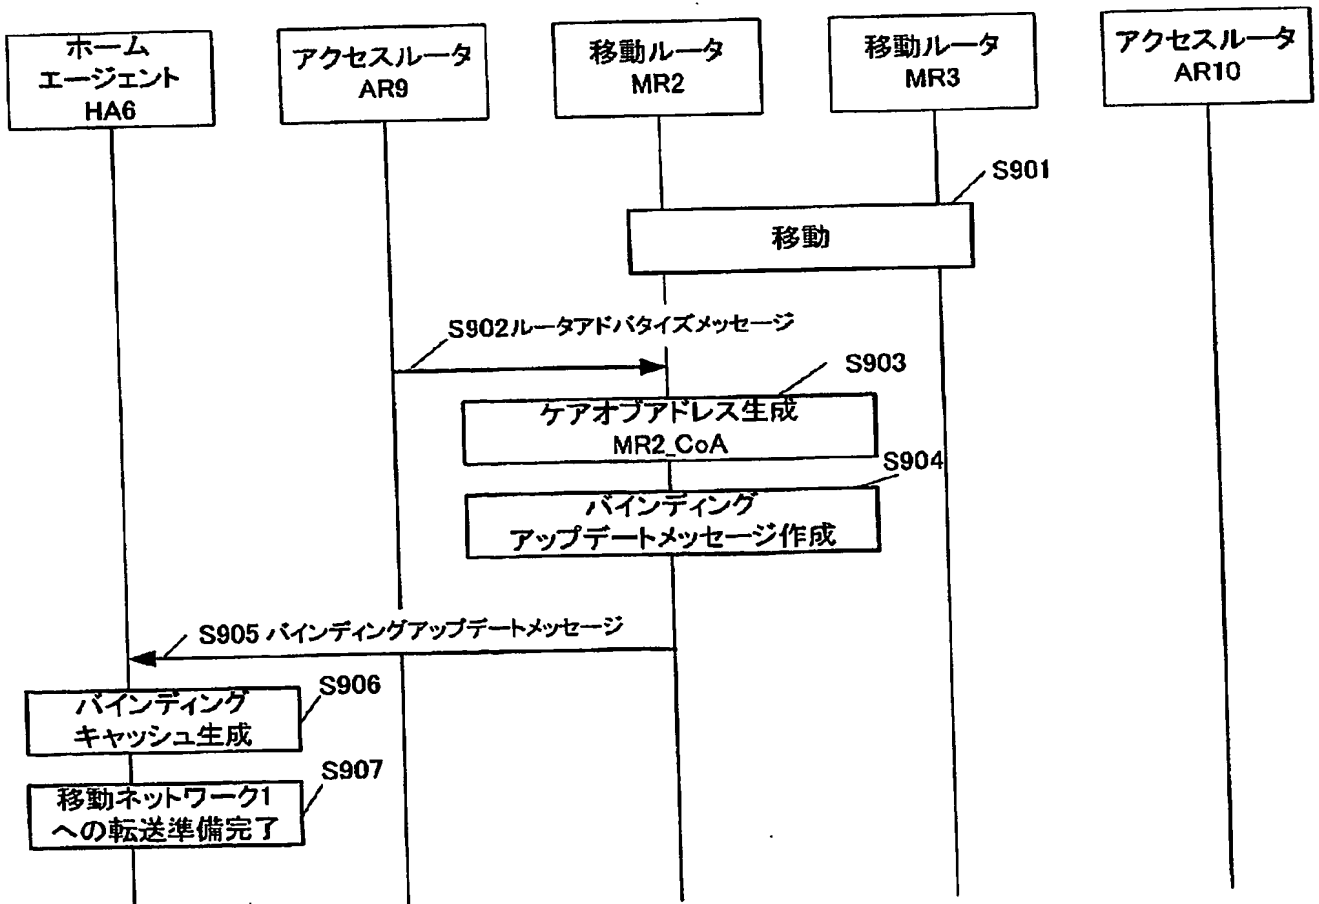 ホーム
エージェント
HA6
アクセスルータ
AR9
移動ルータ
MR2
移動ルータ
MR3
アクセスルータ
AR10
S901
移動
S902ルータアドバタイズメッセージ
S903
ケアオブアドレス生成
MR2_CoA
S904
バインディング
アップデートメッセージ作成
S905 バインディングアップデートメッセージ
S906
バインディング
キャッシュ生成
S907
移動ネットワーク1
への転送準備完了